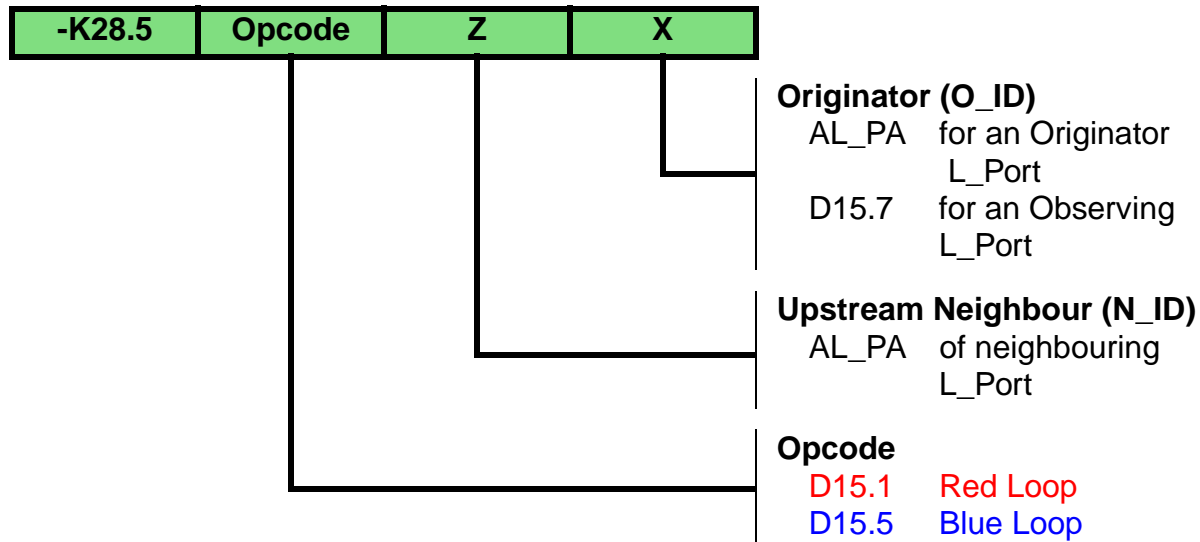 -K28.5 Opcode Z X
Originator (O_ID)
AL_PA for an Originator
L_Port
D15.7 for an Observing
L_Port
Upstream Neighbour (N_ID)
AL_PA of neighbouring
L_Port
Opcode
D15.1 Red Loop
D15.5 Blue Loop